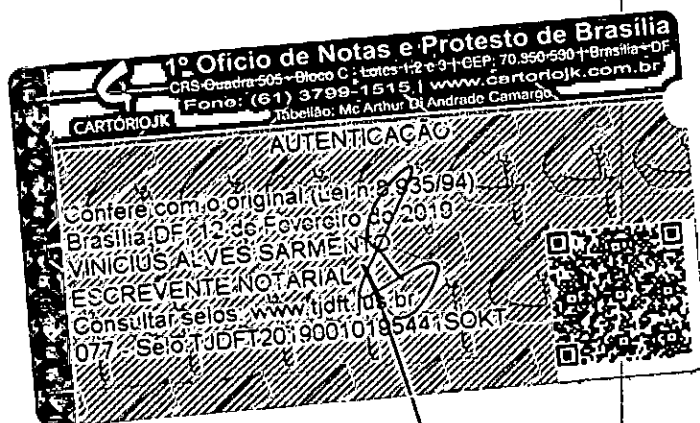 1º Ofício de Notas e Protesto de Brasília
CRS Quadra 505 - Bloco C - Lotes 1,2 e 3 | CEP: 70.350-530 | Brasília - DF
Fone: (61) 3799-1515 | www.cartoriojk.com.br
Tabelião: Mc Arthur Di Andrade Camargo
CARTÓRIOJK
AUTENTICAÇÃO
Confere com o original (Lei n 8.935/94)
Brasília-DF, 12 de Fevereiro de 2019
VINICIUS ALVES SARMENTO
ESCREVENTE NOTARIAL
Consultar selos: www.tjdft.jus.br
077 - Selo TJDFT20190010195441SOKT